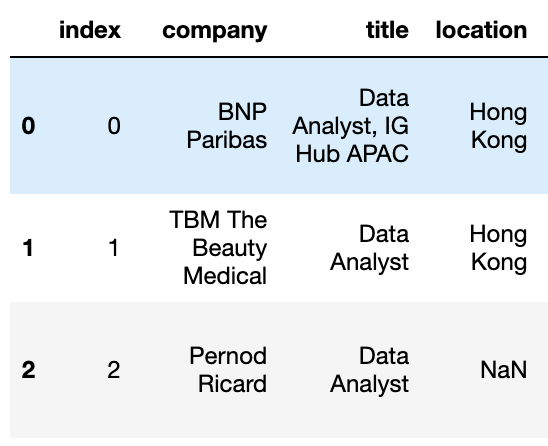 index company title location
0 0 BNP Paribas Data Analyst, IG Hub APAC Hong Kong
1 1 TBM The Beauty Medical Data Analyst Hong Kong
2 2 Pernod Ricard Data Analyst NaN